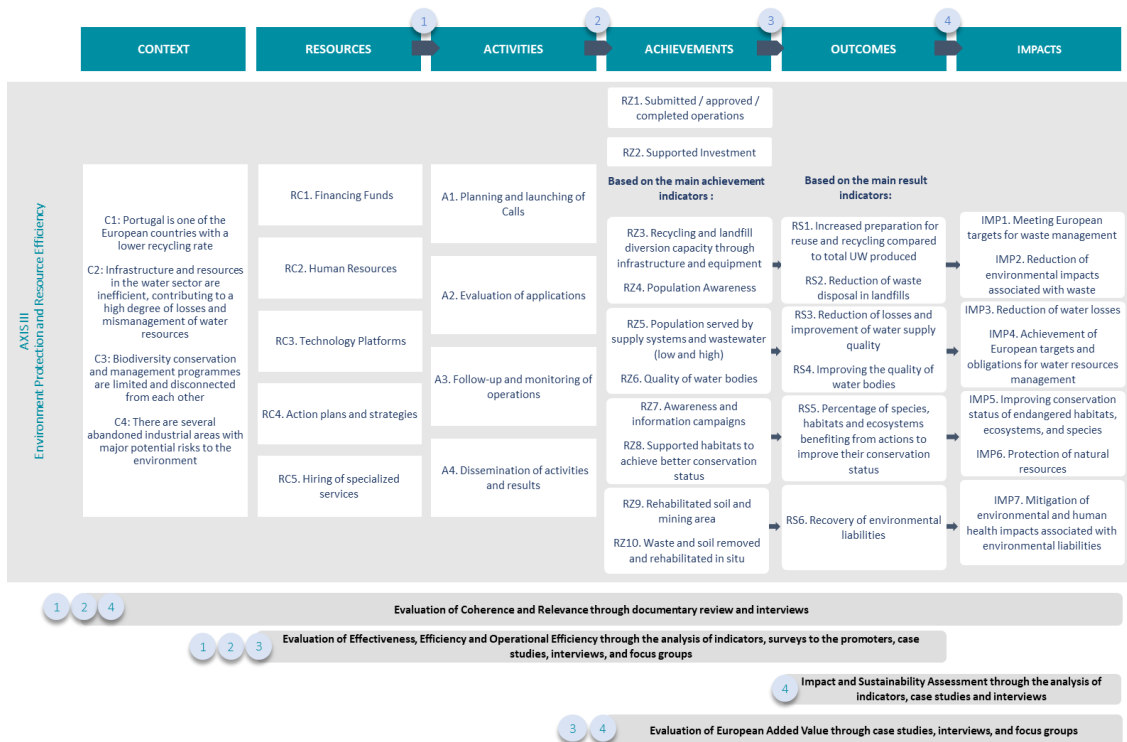 1
2
3
4
CONTEXT
RESOURCES
ACTIVITIES
ACHIEVEMENTS
OUTCOMES
IMPACTS
AXIS III
Environment Protection and Resource Efficiency
C1: Portugal is one of the
European countries with a
lower recycling rate
C2: Infrastructure and resources
in the water sector are
inefficient, contributing to a
high degree of losses and
mismanagement of water
resources
C3: Biodiversity conservation
and management programmes
are limited and disconnected
from each other
C4: There are several
abandoned industrial areas with
major potential risks to the
environment
RC1. Financing Funds
RC2. Human Resources
RC3. Technology Platforms
RC4. Action plans and strategies
RC5. Hiring of specialized
services
A1. Planning and launching of
Calls
A2. Evaluation of applications
A3. Follow-up and monitoring of
operations
A4. Dissemination of activities
and results
RZ1. Submitted / approved /
completed operations
RZ2. Supported Investment
Based on the main achievement
indicators :
RZ3. Recycling and landfill
diversion capacity through
infrastructure and equipment
RZ4. Population Awareness
RZ5. Population served by
supply systems and wastewater
(low and high)
RZ6. Quality of water bodies
RZ7. Awareness and
information campaigns
RZ8. Supported habitats to
achieve better conservation
status
RZ9. Rehabilitated soil and
mining area
RZ10. Waste and soil removed
and rehabilitated in situ
Based on the main result
indicators:
RS1. Increased preparation for
reuse and recycling compared
to total UW produced
RS2. Reduction of waste
disposal in landfills
RS3. Reduction of losses and
improvement of water supply
quality
RS4. Improving the quality of
water bodies
RS5. Percentage of species,
habitats and ecosystems
benefiting from actions to
improve their conservation
status
RS6. Recovery of environmental
liabilities
IMP1. Meeting European
targets for waste management
IMP2. Reduction of
environmental impacts
associated with waste
IMP3. Reduction of water losses
IMP4. Achievement of
European targets and
obligations for water resources
management
IMP5. Improving conservation
status of endangered habitats,
ecosystems, and species
IMP6. Protection of natural
resources
IMP7. Mitigation of
environmental and human
health impacts associated with
environmental liabilities
1 2 4
Evaluation of Coherence and Relevance through documentary review and interviews
1 2 3
Evaluation of Effectiveness, Efficiency and Operational Efficiency through the analysis of indicators, surveys to the promoters, case
studies, interviews, and focus groups
4
Impact and Sustainability Assessment through the analysis of
indicators, case studies and interviews
3 4
Evaluation of European Added Value through case studies, interviews, and focus groups